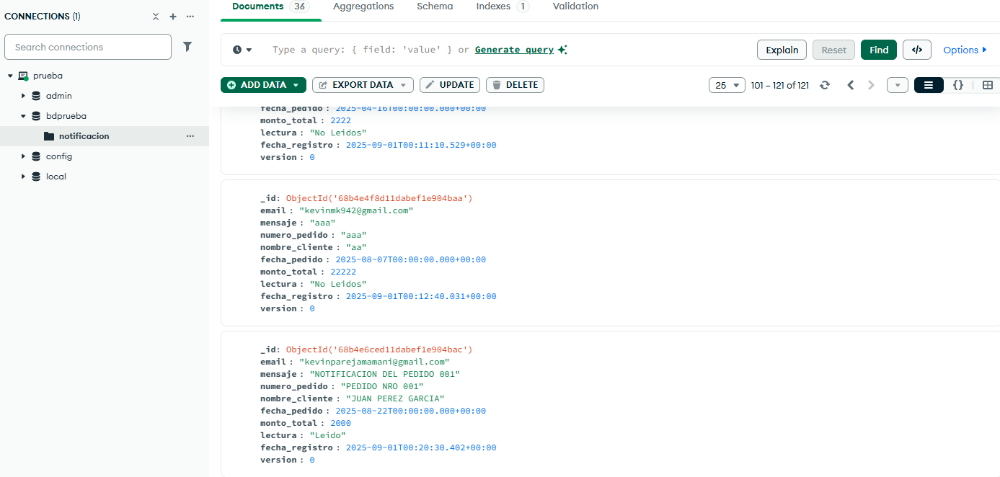 CONNECTIONS (1)
Search connections
prueba
admin
bdprueba
notificacion
config
local
Documents 36 Aggregations Schema Indexes 1 Validation
Type a query: { field: 'value' } or Generate query
Explain Reset Find </> Options
ADD DATA EXPORT DATA UPDATE DELETE 25 101 – 121 of 121 {}
fecha_pedido : 2025-04-16T00:00:00.000+00:00
monto_total : 2222
lectura : "No Leidos"
fecha_registro : 2025-09-01T00:11:10.529+00:00
version : 0
_id: ObjectId('68b4e4f8d11dabef1e904baa')
email : "kevinmk942@gmail.com"
mensaje : "aaa"
numero_pedido : "aaa"
nombre_cliente : "aa"
fecha_pedido : 2025-08-07T00:00:00.000+00:00
monto_total : 22222
lectura : "No Leidos"
fecha_registro : 2025-09-01T00:12:40.031+00:00
version : 0
_id: ObjectId('68b4e6ced11dabef1e904bac')
email : "kevinparejamamani@gmail.com"
mensaje : "NOTIFICACION DEL PEDIDO 001"
numero_pedido : "PEDIDO NRO 001"
nombre_cliente : "JUAN PEREZ GARCIA"
fecha_pedido : 2025-08-22T00:00:00.000+00:00
monto_total : 2000
lectura : "Leido"
fecha_registro : 2025-09-01T00:20:30.402+00:00
version : 0